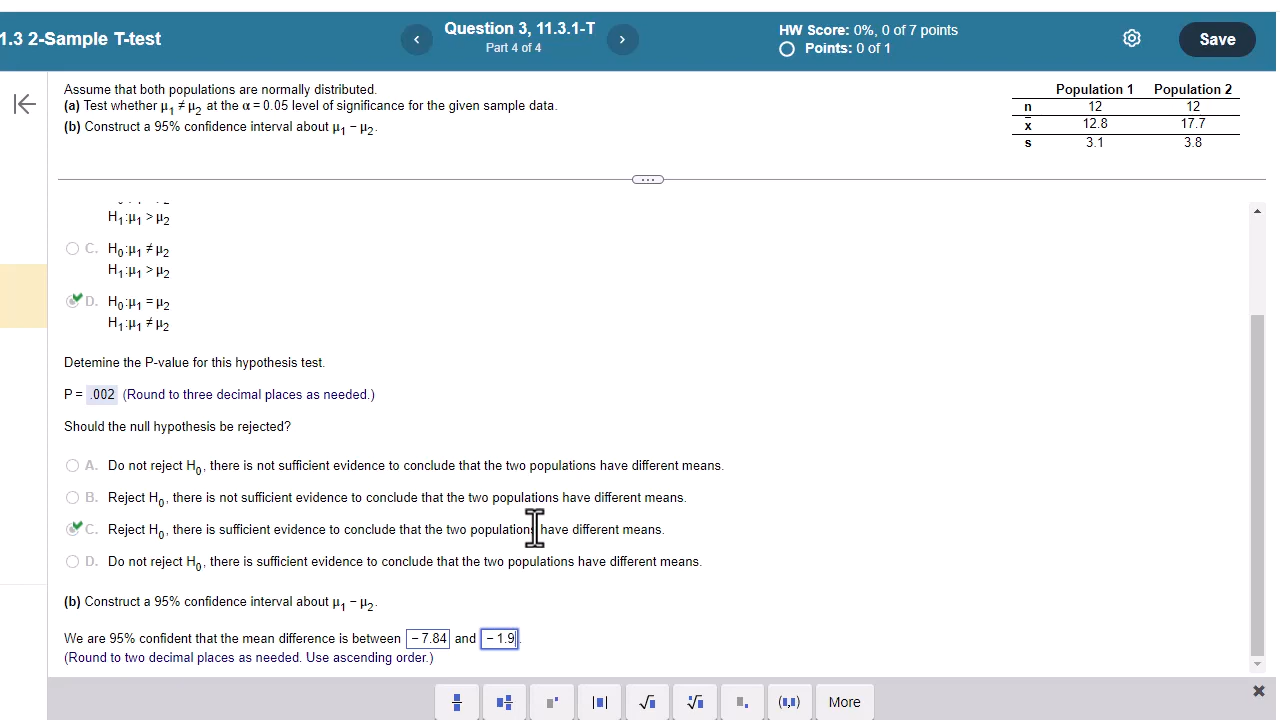 1.3 2-Sample T-test
Question 3, 11.3.1-T
Part 4 of 4
HW Score: 0%, 0 of 7 points
Points: 0 of 1
Save
Assume that both populations are normally distributed.
(a) Test whether μ1 ≠ μ2 at the α = 0.05 level of significance for the given sample data.
(b) Construct a 95% confidence interval about μ1 − μ2.
Population 1 Population 2
n 12 12
x̄ 12.8 17.7
s 3.1 3.8
H1: μ1 > μ2
C. H0: μ1 ≠ μ2
H1: μ1 > μ2
D. H0: μ1 = μ2
H1: μ1 ≠ μ2
Detemine the P-value for this hypothesis test.
P = .002 (Round to three decimal places as needed.)
Should the null hypothesis be rejected?
A. Do not reject H0, there is not sufficient evidence to conclude that the two populations have different means.
B. Reject H0, there is not sufficient evidence to conclude that the two populations have different means.
C. Reject H0, there is sufficient evidence to conclude that the two populations have different means.
D. Do not reject H0, there is sufficient evidence to conclude that the two populations have different means.
(b) Construct a 95% confidence interval about μ1 − μ2.
We are 95% confident that the mean difference is between − 7.84 and − 1.9.
(Round to two decimal places as needed. Use ascending order.)
More